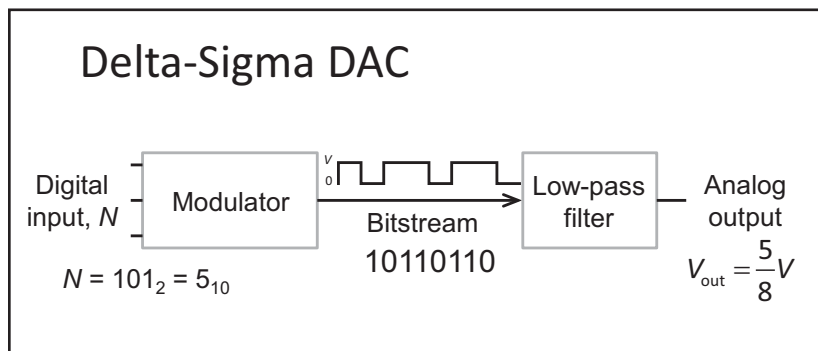 Delta-Sigma DAC
Digital
input, N
Modulator
V
0
Bitstream
10110110
Low-pass
filter
Analog
output
N = 101₂ = 5₁₀
V_out = 5/8 V